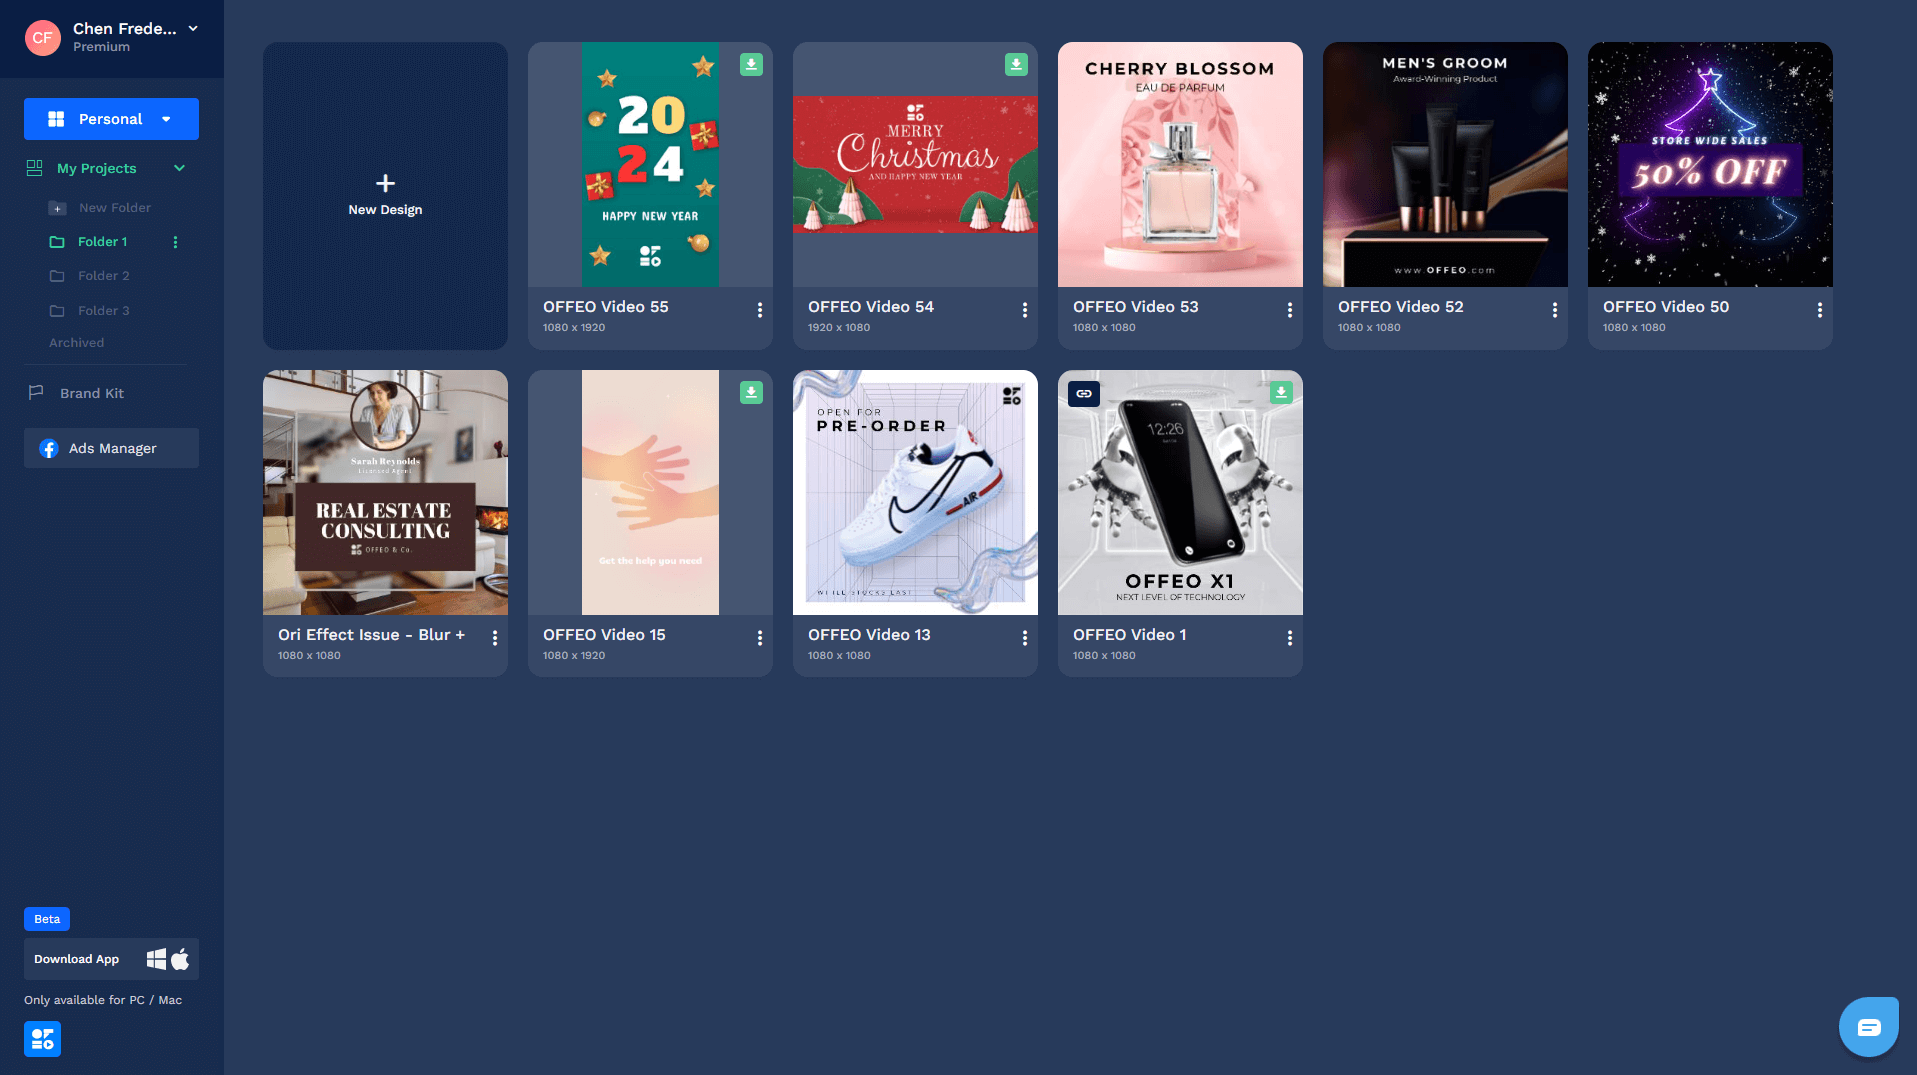 CF
Chen Frede...
Premium
Personal
My Projects
New Folder
Folder 1
Folder 2
Folder 3
Archived
Brand Kit
Ads Manager
Beta
Download App
Only available for PC / Mac
New Design
2024
HAPPY NEW YEAR
OFFEO Video 55
1080 x 1920
MERRY
Christmas
AND HAPPY NEW YEAR
OFFEO Video 54
1920 x 1080
CHERRY BLOSSOM
EAU DE PARFUM
OFFEO Video 53
1080 x 1080
MEN'S GROOM
Award-Winning Product
www.OFFEO.com
OFFEO Video 52
1080 x 1080
STORE WIDE SALES
50% OFF
OFFEO Video 50
1080 x 1080
Sarah Reynolds
Licensed Agent
REAL ESTATE
CONSULTING
OFFEO & Co.
Ori Effect Issue - Blur +
1080 x 1080
Get the help you need
OFFEO Video 15
1080 x 1920
OPEN FOR
PRE-ORDER
AIR
WHILE STOCKS LAST
OFFEO Video 13
1080 x 1080
12:26
OFFEO X1
NEXT LEVEL OF TECHNOLOGY
OFFEO Video 1
1080 x 1080